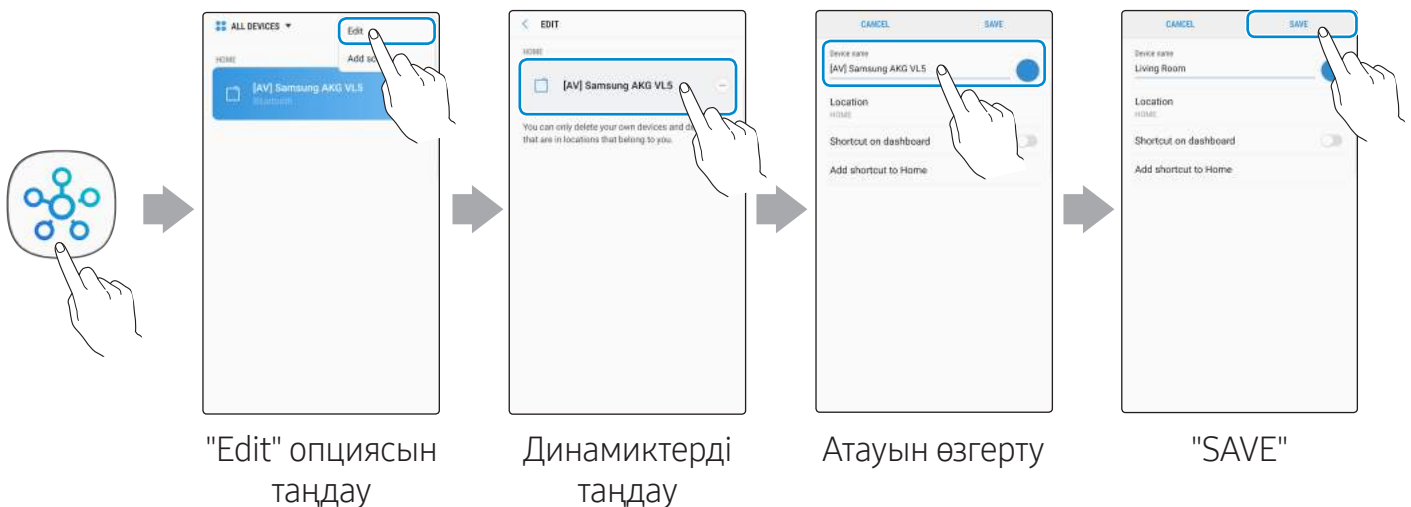 ALL DEVICES
Edit
HOME
Add sc
[AV] Samsung AKG VL5
Bluetooth
EDIT
HOME
[AV] Samsung AKG VL5
You can only delete your own devices and d
that are in locations that belong to you.
CANCEL SAVE
Device name
[AV] Samsung AKG VL5
Location
HOME
Shortcut on dashboard
Add shortcut to Home
CANCEL SAVE
Device name
Living Room
Location
HOME
Shortcut on dashboard
Add shortcut to Home
"Edit" опциясын
таңдау
Динамиктерді
таңдау
Атауын өзгерту
"SAVE"